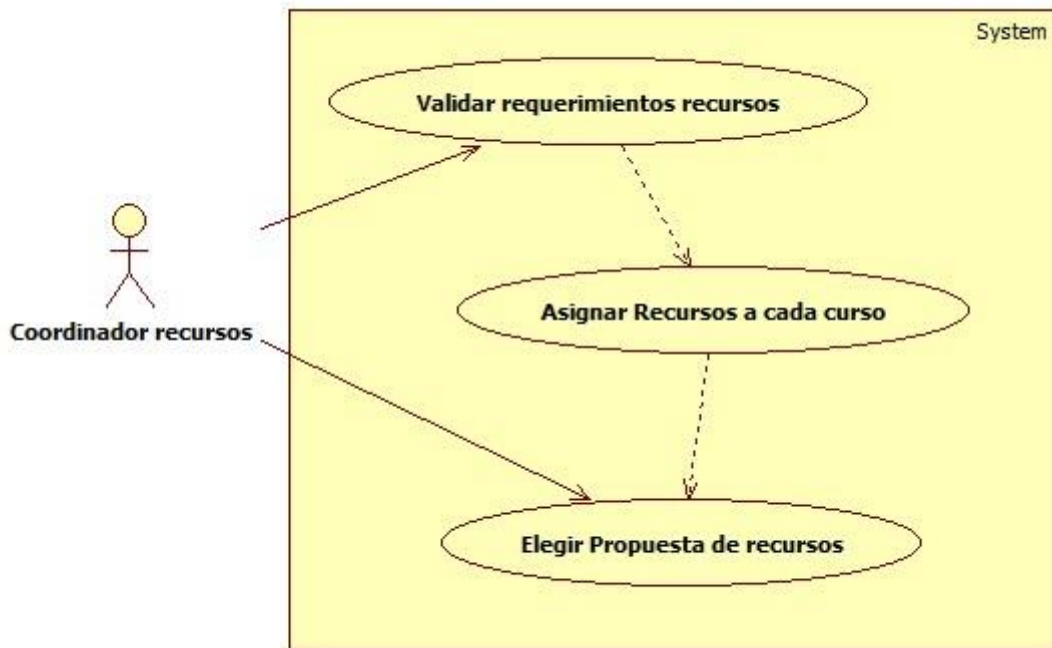 System
Validar requerimientos recursos
Asignar Recursos a cada curso
Coordinador recursos
Elegir Propuesta de recursos